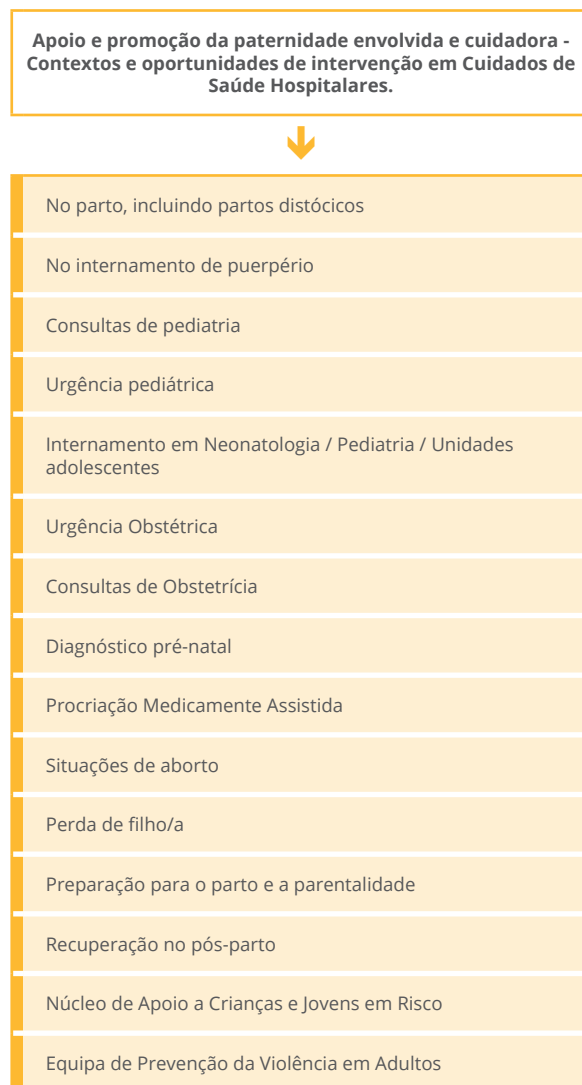 Apoio e promoção da paternidade envolvida e cuidadora -
Contextos e oportunidades de intervenção em Cuidados de
Saúde Hospitalares.
No parto, incluindo partos distócicos
No internamento de puerpério
Consultas de pediatria
Urgência pediátrica
Internamento em Neonatologia / Pediatria / Unidades
adolescentes
Urgência Obstétrica
Consultas de Obstetrícia
Diagnóstico pré-natal
Procriação Medicamente Assistida
Situações de aborto
Perda de filho/a
Preparação para o parto e a parentalidade
Recuperação no pós-parto
Núcleo de Apoio a Crianças e Jovens em Risco
Equipa de Prevenção da Violência em Adultos